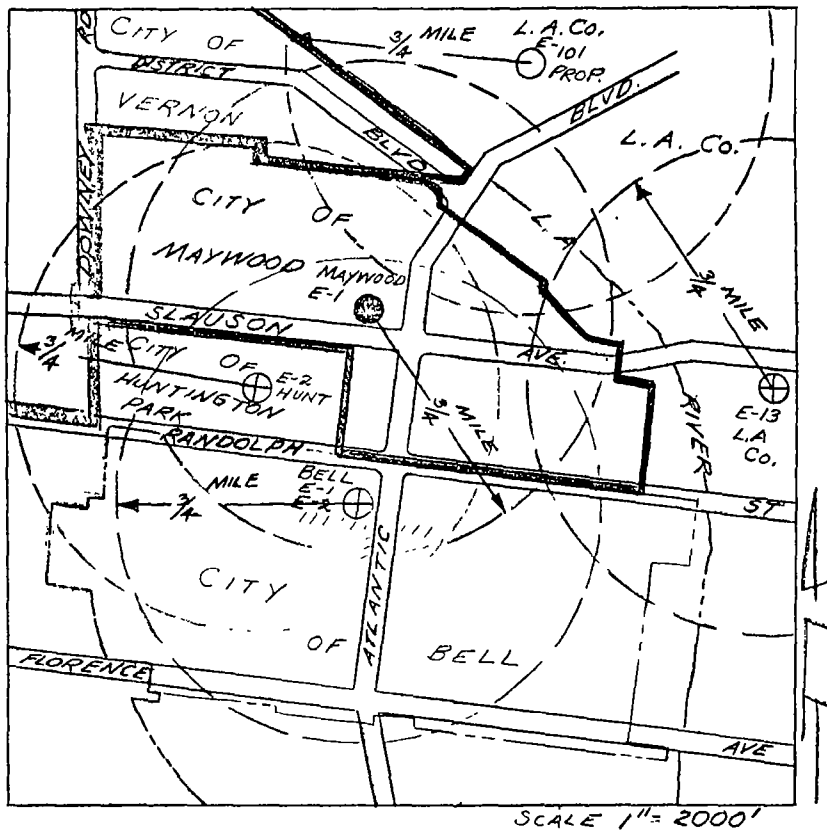 CITY OF
L.A.Co.
E-101
PROP.
3/4 MILE
RD
DISTRICT
BLVD.
BLVD.
VERNON
L.A. Co.
DOWNEY
CITY
OF
MAYWOOD
L A
RIVER
MAYWOOD
E-1
3/4 MILE
SLAUSON
AVE.
3/4 MILE
CITY OF
HUNTINGTON
PARK
E-2
HUNT
3/4 MILE
E-13
L.A
Co.
RANDOLPH
ST
3/4 MILE
BELL
E-1
E-2
CITY
OF
BELL
ATLANTIC
FLORENCE
AVE
SCALE 1"= 2000'